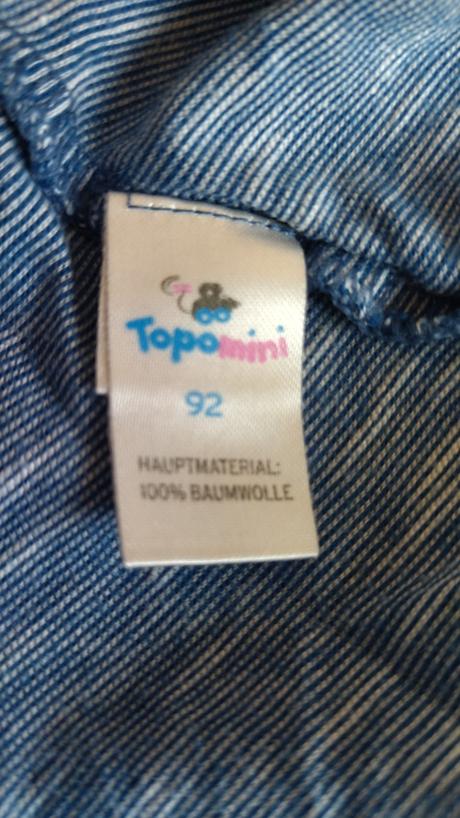 Topomini
92
HAUPTMATERIAL:
100% BAUMWOLLE